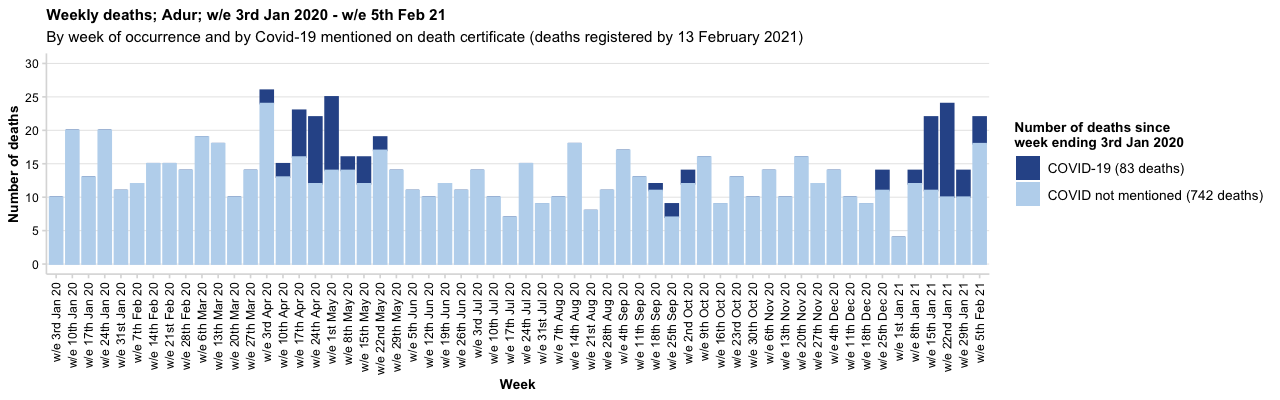 Weekly deaths; Adur; w/e 3rd Jan 2020 - w/e 5th Feb 21
By week of occurrence and by Covid-19 mentioned on death certificate (deaths registered by 13 February 2021)
Number of deaths
30
25
20
15
10
5
0
w/e 3rd Jan 20
w/e 10th Jan 20
w/e 17th Jan 20
w/e 24th Jan 20
w/e 31st Jan 20
w/e 7th Feb 20
w/e 14th Feb 20
w/e 21st Feb 20
w/e 28th Feb 20
w/e 6th Mar 20
w/e 13th Mar 20
w/e 20th Mar 20
w/e 27th Mar 20
w/e 3rd Apr 20
w/e 10th Apr 20
w/e 17th Apr 20
w/e 24th Apr 20
w/e 1st May 20
w/e 8th May 20
w/e 15th May 20
w/e 22nd May 20
w/e 29th May 20
w/e 5th Jun 20
w/e 12th Jun 20
w/e 19th Jun 20
w/e 26th Jun 20
w/e 3rd Jul 20
w/e 10th Jul 20
w/e 17th Jul 20
w/e 24th Jul 20
w/e 31st Jul 20
w/e 7th Aug 20
w/e 14th Aug 20
w/e 21st Aug 20
w/e 28th Aug 20
w/e 4th Sep 20
w/e 11th Sep 20
w/e 18th Sep 20
w/e 25th Sep 20
w/e 2nd Oct 20
w/e 9th Oct 20
w/e 16th Oct 20
w/e 23rd Oct 20
w/e 30th Oct 20
w/e 6th Nov 20
w/e 13th Nov 20
w/e 20th Nov 20
w/e 27th Nov 20
w/e 4th Dec 20
w/e 11th Dec 20
w/e 18th Dec 20
w/e 25th Dec 20
w/e 1st Jan 21
w/e 8th Jan 21
w/e 15th Jan 21
w/e 22nd Jan 21
w/e 29th Jan 21
w/e 5th Feb 21
Week
Number of deaths since
week ending 3rd Jan 2020
COVID-19 (83 deaths)
COVID not mentioned (742 deaths)